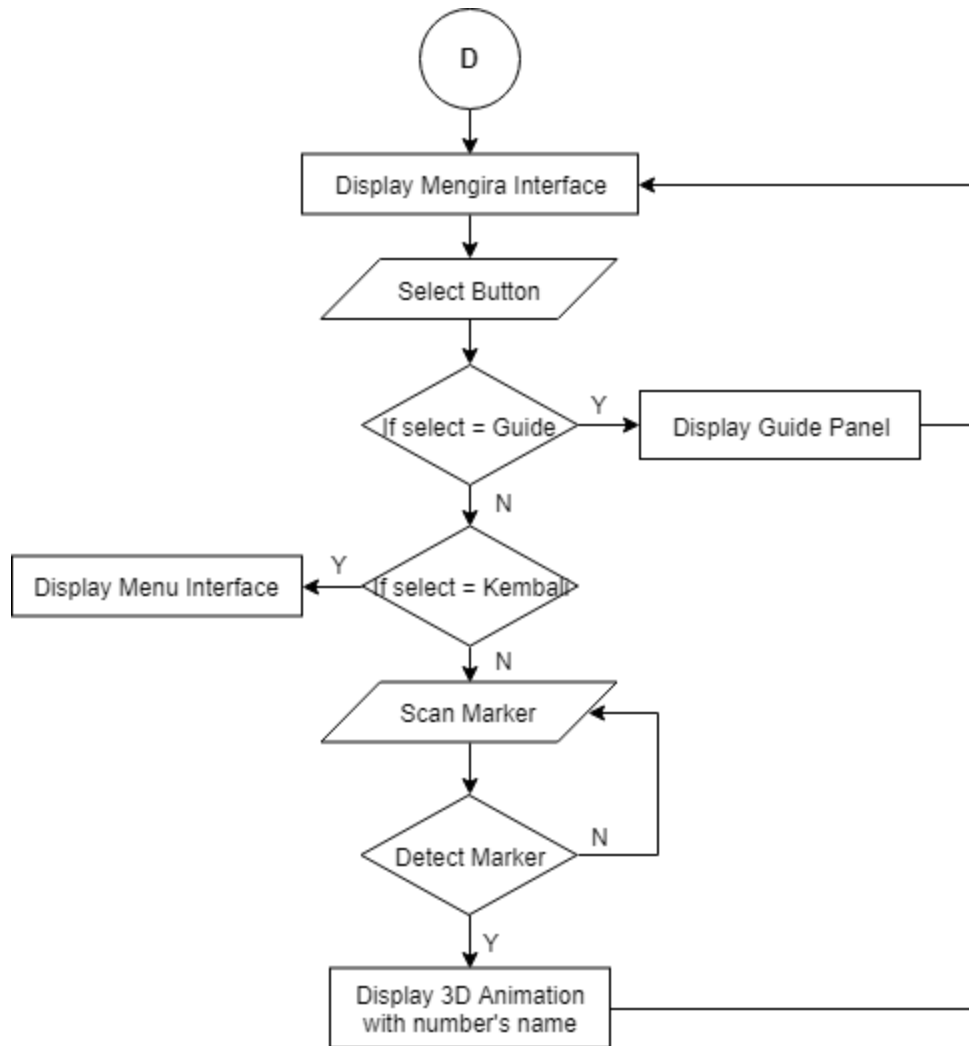 D
Display Mengira Interface
Select Button
If select = Guide
Y
Display Guide Panel
N
If select = Kembali
Y
Display Menu Interface
N
Scan Marker
Detect Marker
N
Y
Display 3D Animation
with number's name